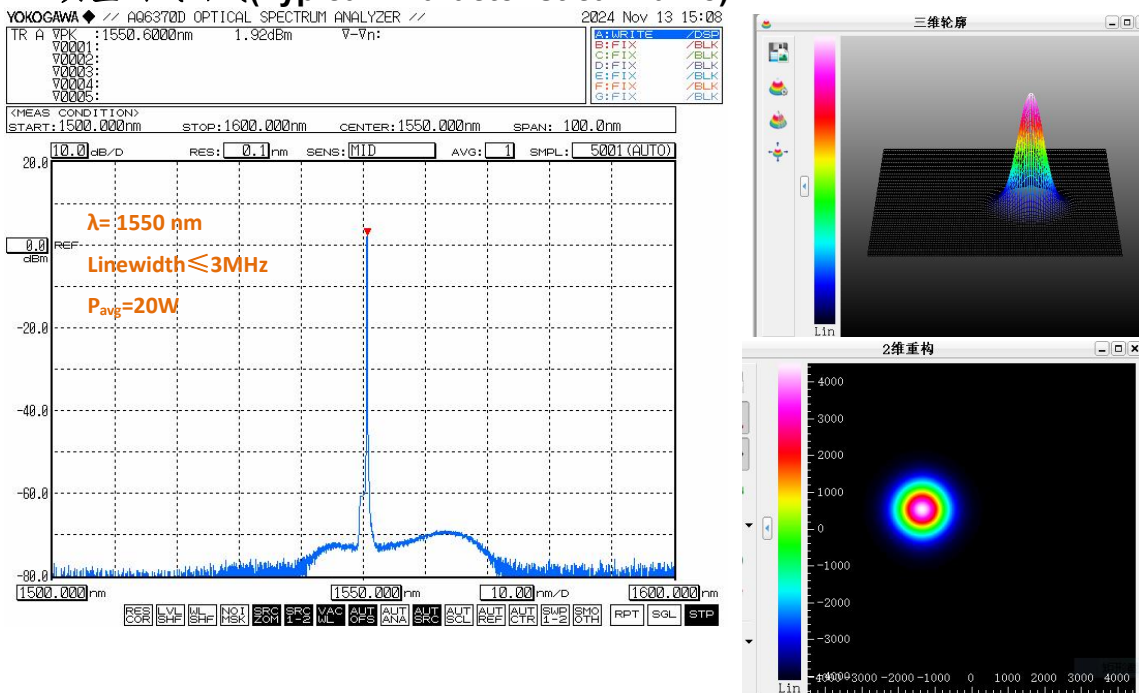 YOKOGAWA◆ // AQ6370D OPTICAL SPECTRUM ANALYZER // 2024 Nov 13 15:08
TR A ∇PK :1550.6000nm 1.92dBm ∇-∇n:
∇0001:
∇0002:
∇0003:
∇0004:
∇0005:
A:WRITE /DSP
B:FIX /BLK
C:FIX /BLK
D:FIX /BLK
E:FIX /BLK
F:FIX /BLK
G:FIX /BLK
<MEAS CONDITION>
START:1500.000nm STOP:1600.000nm CENTER:1550.000nm SPAN: 100.0nm
10.0 dB/D RES: 0.1 nm SENS: MID AVG: 1 SMPL: 5001(AUTO)
20.0
λ= 1550 nm
0.0 REF
dBm
Linewidth≤3MHz
Pavg=20W
-20.0
-40.0
-60.0
-80.0
1500.000 nm 1550.000 nm 10.00 nm/D 1600.000 nm
RES COR LVL SHF WL SHF NOI MSK SRC ZOM SRC 1-2 VAC WL AUT OFS AUT ANA AUT SRC AUT SCL AUT REF AUT CTR SWP 1-2 SMO OTH RPT SGL STP
三维轮廓
Lin
2维重构
4000
3000
2000
1000
0
-1000
-2000
-3000
-4000 -3000 -2000 -1000 0 1000 2000 3000 4000
Lin